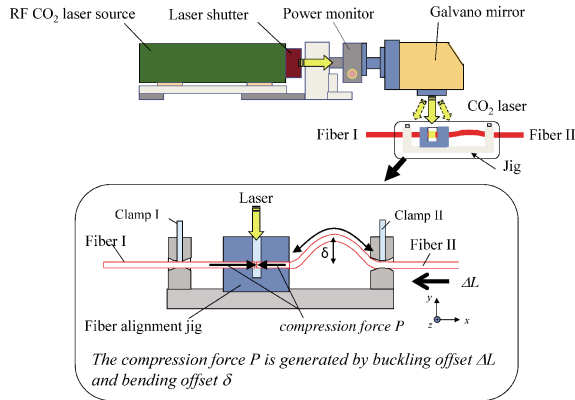 RF CO2 laser source
Laser shutter
Power monitor
Galvano mirror
CO2 laser
Fiber I
Fiber II
Jig
Laser
Clamp I
Clamp II
Fiber I
Fiber II
δ
ΔL
y
z
x
Fiber alignment jig
compression force P
The compression force P is generated by buckling offset ΔL
and bending offset δ